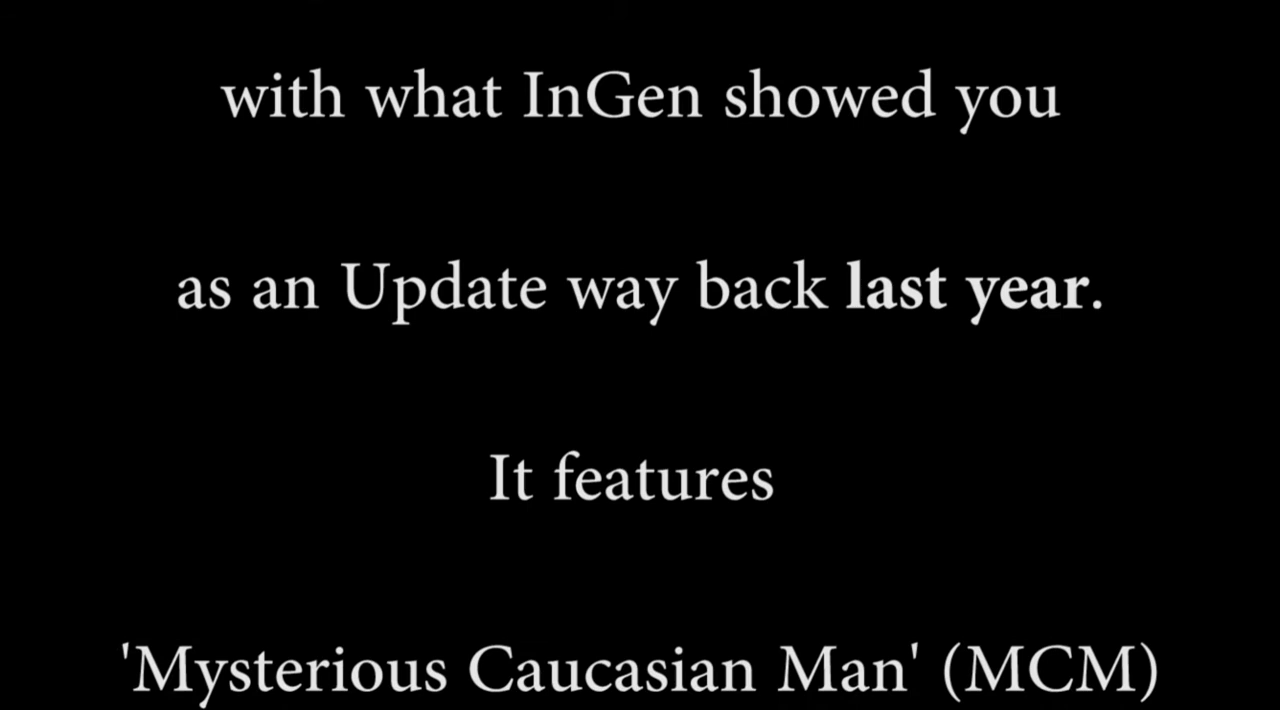 with what InGen showed you
as an Update way back last year.
It features
'Mysterious Caucasian Man' (MCM)